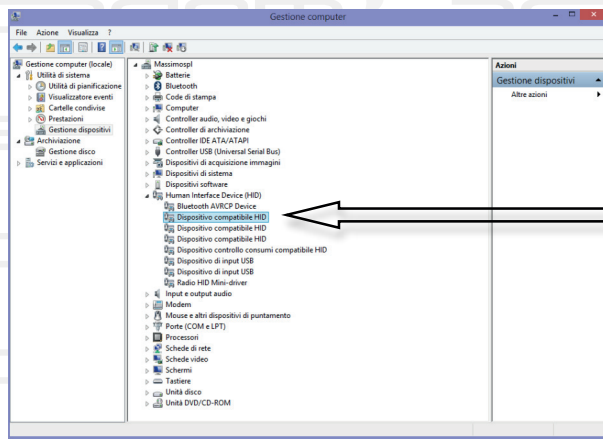 Gestione computer
File Azione Visualizza ?
Gestione computer (locale)
Utilità di sistema
Utilità di pianificazione
Visualizzatore eventi
Cartelle condivise
Prestazioni
Gestione dispositivi
Archiviazione
Gestione disco
Servizi e applicazioni
Massimospl
Batterie
Bluetooth
Code di stampa
Computer
Controller audio, video e giochi
Controller di archiviazione
Controller IDE ATA/ATAPI
Controller USB (Universal Serial Bus)
Dispositivi di acquisizione immagini
Dispositivi di sistema
Dispositivi software
Human Interface Device (HID)
Bluetooth AVRCP Device
Dispositivo compatibile HID
Dispositivo compatibile HID
Dispositivo compatibile HID
Dispositivo controllo consumi compatibile HID
Dispositivo di input USB
Dispositivo di input USB
Radio HID Mini-driver
Input e output audio
Modem
Mouse e altri dispositivi di puntamento
Porte (COM e LPT)
Processori
Schede di rete
Schede video
Schermi
Tastiere
Unità disco
Unità DVD/CD-ROM
Azioni
Gestione dispositivi
Altre azioni